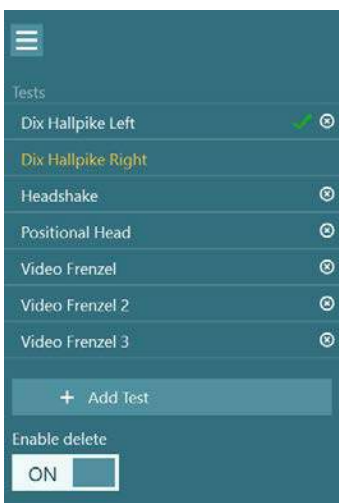 Tests
Dix Hallpike Left
Dix Hallpike Right
Headshake
Positional Head
Video Frenzel
Video Frenzel 2
Video Frenzel 3
+ Add Test
Enable delete
ON